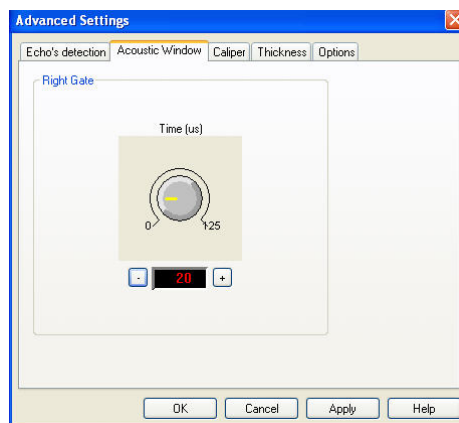 Advanced Settings
Echo's detection Acoustic Window Caliper Thickness Options
Right Gate
Time (us)
0 125
- 20 +
OK Cancel Apply Help